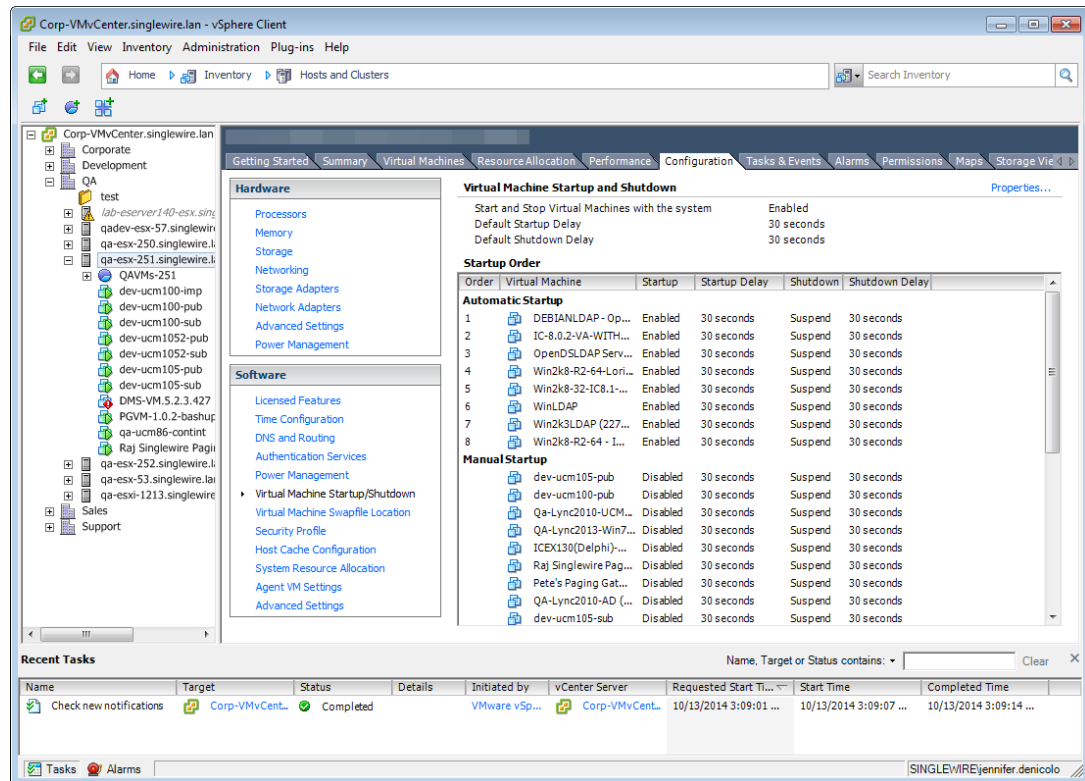 Corp-VMvCenter.singlewire.lan - vSphere Client
File Edit View Inventory Administration Plug-ins Help
Home Inventory Hosts and Clusters Search Inventory
Corp-VMvCenter.singlewire.lan
Corporate
Development
QA
test
lab-eserver140-esx.sing
qadev-esx-57.singlewire
qa-esx-250.singlewire.la
qa-esx-251.singlewire.la
QAVMs-251
dev-ucm100-imp
dev-ucm100-pub
dev-ucm100-sub
dev-ucm1052-pub
dev-ucm1052-sub
dev-ucm105-pub
dev-ucm105-sub
DMS-VM.5.2.3.427
PGVM-1.0.2-bashup
qa-ucm86-contint
Raj Singlewire Pagi
qa-esx-252.singlewire.la
qa-esx-53.singlewire.lan
qa-esxi-1213.singlewire
Sales
Support
Getting Started Summary Virtual Machines Resource Allocation Performance Configuration Tasks & Events Alarms Permissions Maps Storage Vie
Hardware
Processors
Memory
Storage
Networking
Storage Adapters
Network Adapters
Advanced Settings
Power Management
Software
Licensed Features
Time Configuration
DNS and Routing
Authentication Services
Power Management
Virtual Machine Startup/Shutdown
Virtual Machine Swapfile Location
Security Profile
Host Cache Configuration
System Resource Allocation
Agent VM Settings
Advanced Settings
Virtual Machine Startup and Shutdown Properties...
Start and Stop Virtual Machines with the system Enabled
Default Startup Delay 30 seconds
Default Shutdown Delay 30 seconds
Startup Order
Order Virtual Machine Startup Startup Delay Shutdown Shutdown Delay
Automatic Startup
1 DEBIANLDAP - Op... Enabled 30 seconds Suspend 30 seconds
2 IC-8.0.2-VA-WITH... Enabled 30 seconds Suspend 30 seconds
3 OpenDSLDAP Serv... Enabled 30 seconds Suspend 30 seconds
4 Win2k8-R2-64-Lori... Enabled 30 seconds Suspend 30 seconds
5 Win2k8-32-IC8.1-... Enabled 30 seconds Suspend 30 seconds
6 WinLDAP Enabled 30 seconds Suspend 30 seconds
7 Win2k3LDAP (227... Enabled 30 seconds Suspend 30 seconds
8 Win2k8-R2-64 - I... Enabled 30 seconds Suspend 30 seconds
Manual Startup
dev-ucm105-pub Disabled 30 seconds Suspend 30 seconds
dev-ucm100-pub Disabled 30 seconds Suspend 30 seconds
Qa-Lync2010-UCM... Disabled 30 seconds Suspend 30 seconds
QA-Lync2013-Win7... Disabled 30 seconds Suspend 30 seconds
ICEX130(Delphi)-... Disabled 30 seconds Suspend 30 seconds
Raj Singlewire Pag... Disabled 30 seconds Suspend 30 seconds
Pete's Paging Gat... Disabled 30 seconds Suspend 30 seconds
QA-Lync2010-AD (... Disabled 30 seconds Suspend 30 seconds
dev-ucm105-sub Disabled 30 seconds Suspend 30 seconds
Recent Tasks Name, Target or Status contains: Clear
Name Target Status Details Initiated by vCenter Server Requested Start Ti... Start Time Completed Time
Check new notifications Corp-VMvCent... Completed VMware vSp... Corp-VMvCent... 10/13/2014 3:09:01 ... 10/13/2014 3:09:07 ... 10/13/2014 3:09:14 ...
Tasks Alarms SINGLEWIRE\jennifer.denicolo